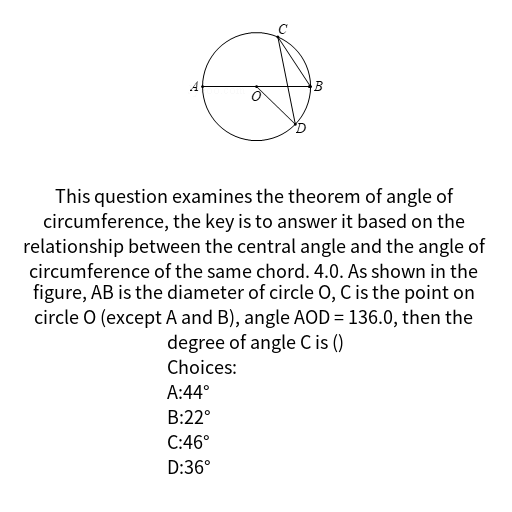 C
A
B
O
D
This question examines the theorem of angle of
circumference, the key is to answer it based on the
relationship between the central angle and the angle of
circumference of the same chord. 4.0. As shown in the
figure, AB is the diameter of circle O, C is the point on
circle O (except A and B), angle AOD = 136.0, then the
degree of angle C is ()
Choices:
A:44°
B:22°
C:46°
D:36°